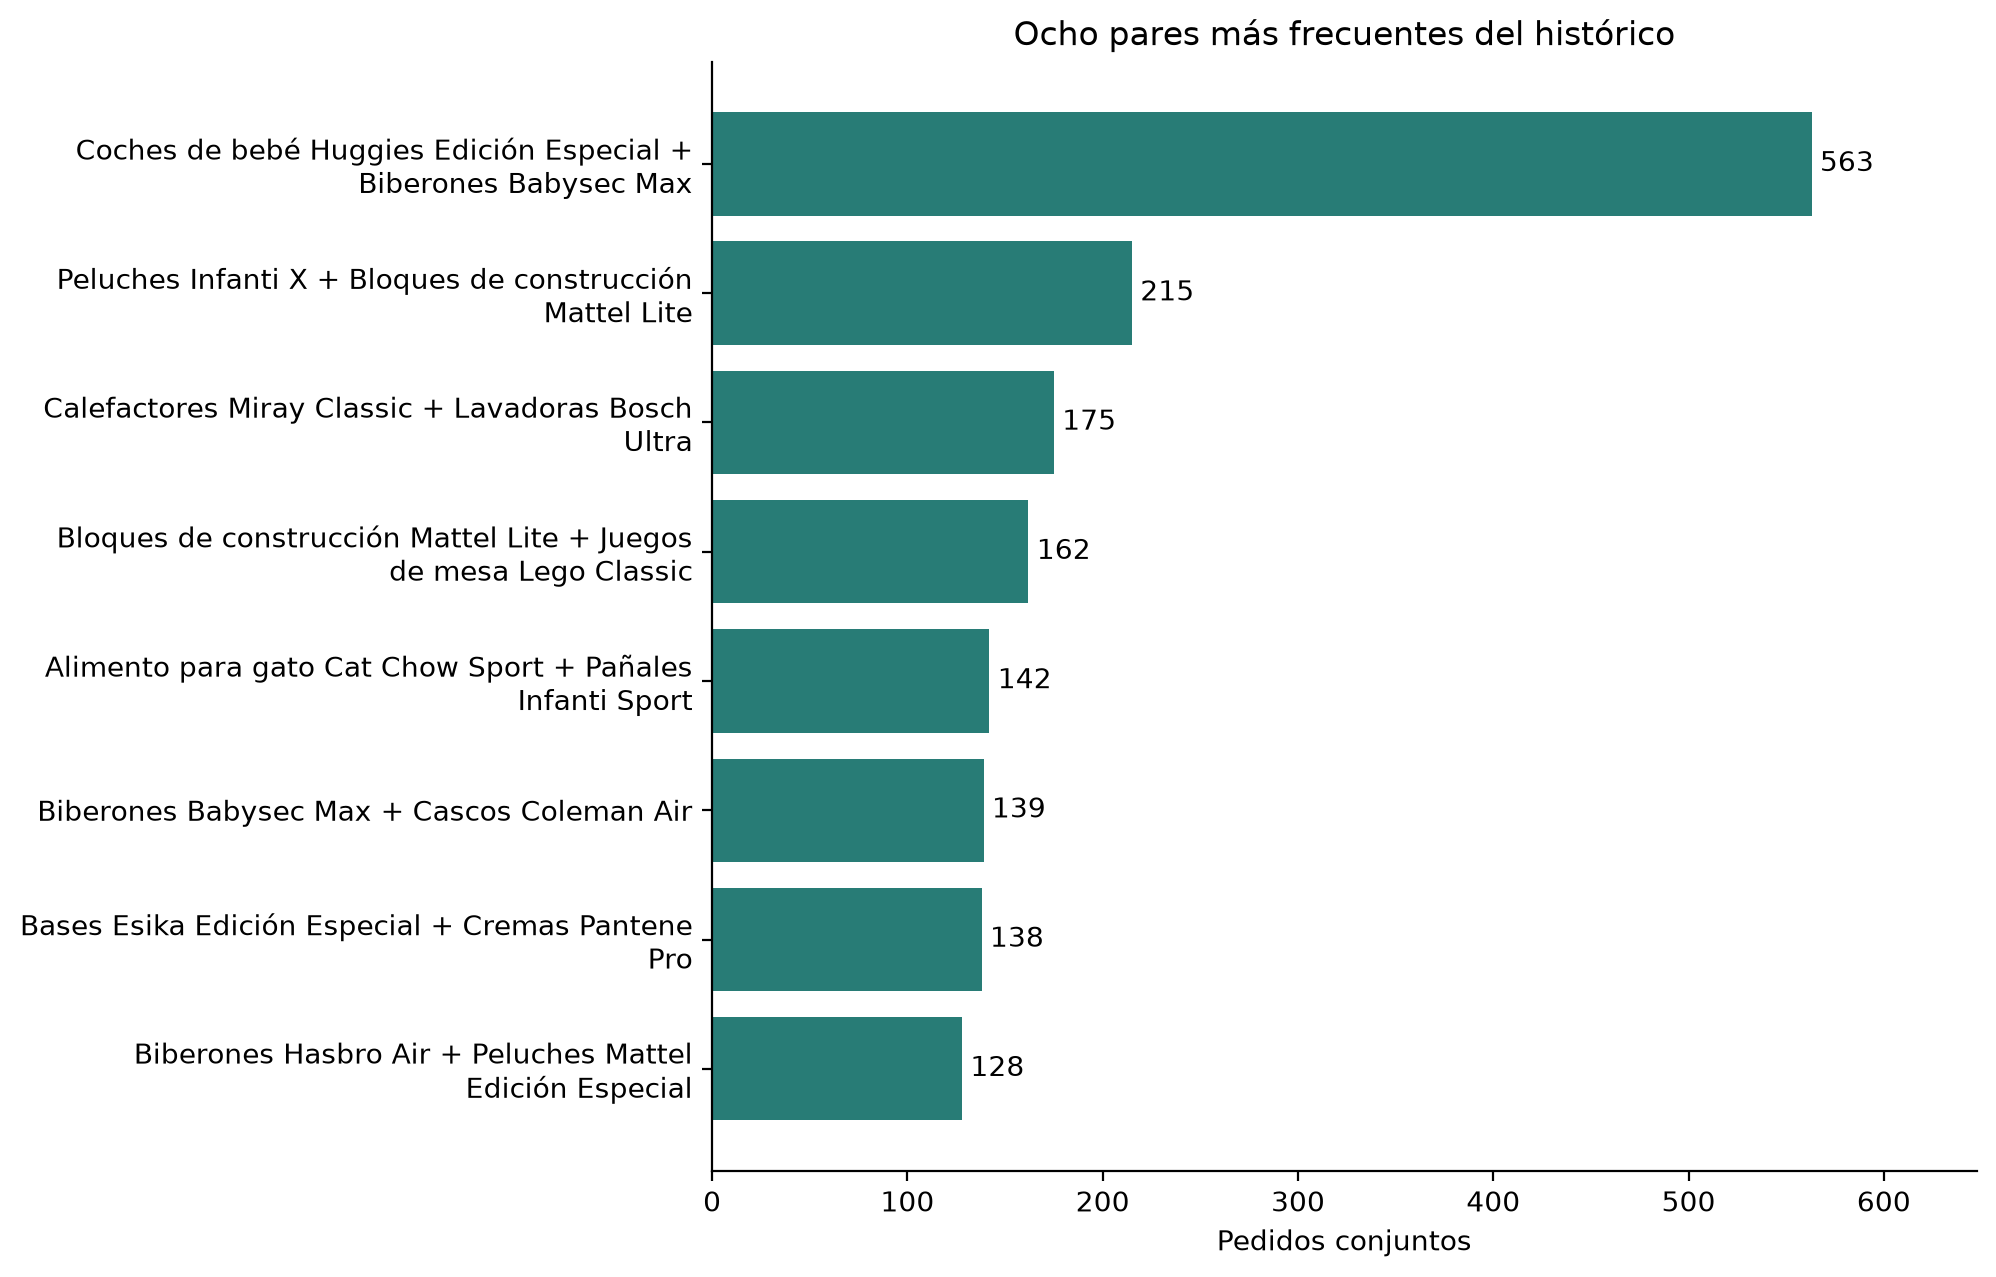 Ocho pares más frecuentes del histórico
Coches de bebé Huggies Edición Especial +
Biberones Babysec Max
563
Peluches Infanti X + Bloques de construcción
Mattel Lite
215
Calefactores Miray Classic + Lavadoras Bosch
Ultra
175
Bloques de construcción Mattel Lite + Juegos
de mesa Lego Classic
162
Alimento para gato Cat Chow Sport + Pañales
Infanti Sport
142
Biberones Babysec Max + Cascos Coleman Air
139
Bases Esika Edición Especial + Cremas Pantene
Pro
138
Biberones Hasbro Air + Peluches Mattel
Edición Especial
128
0 100 200 300 400 500 600
Pedidos conjuntos